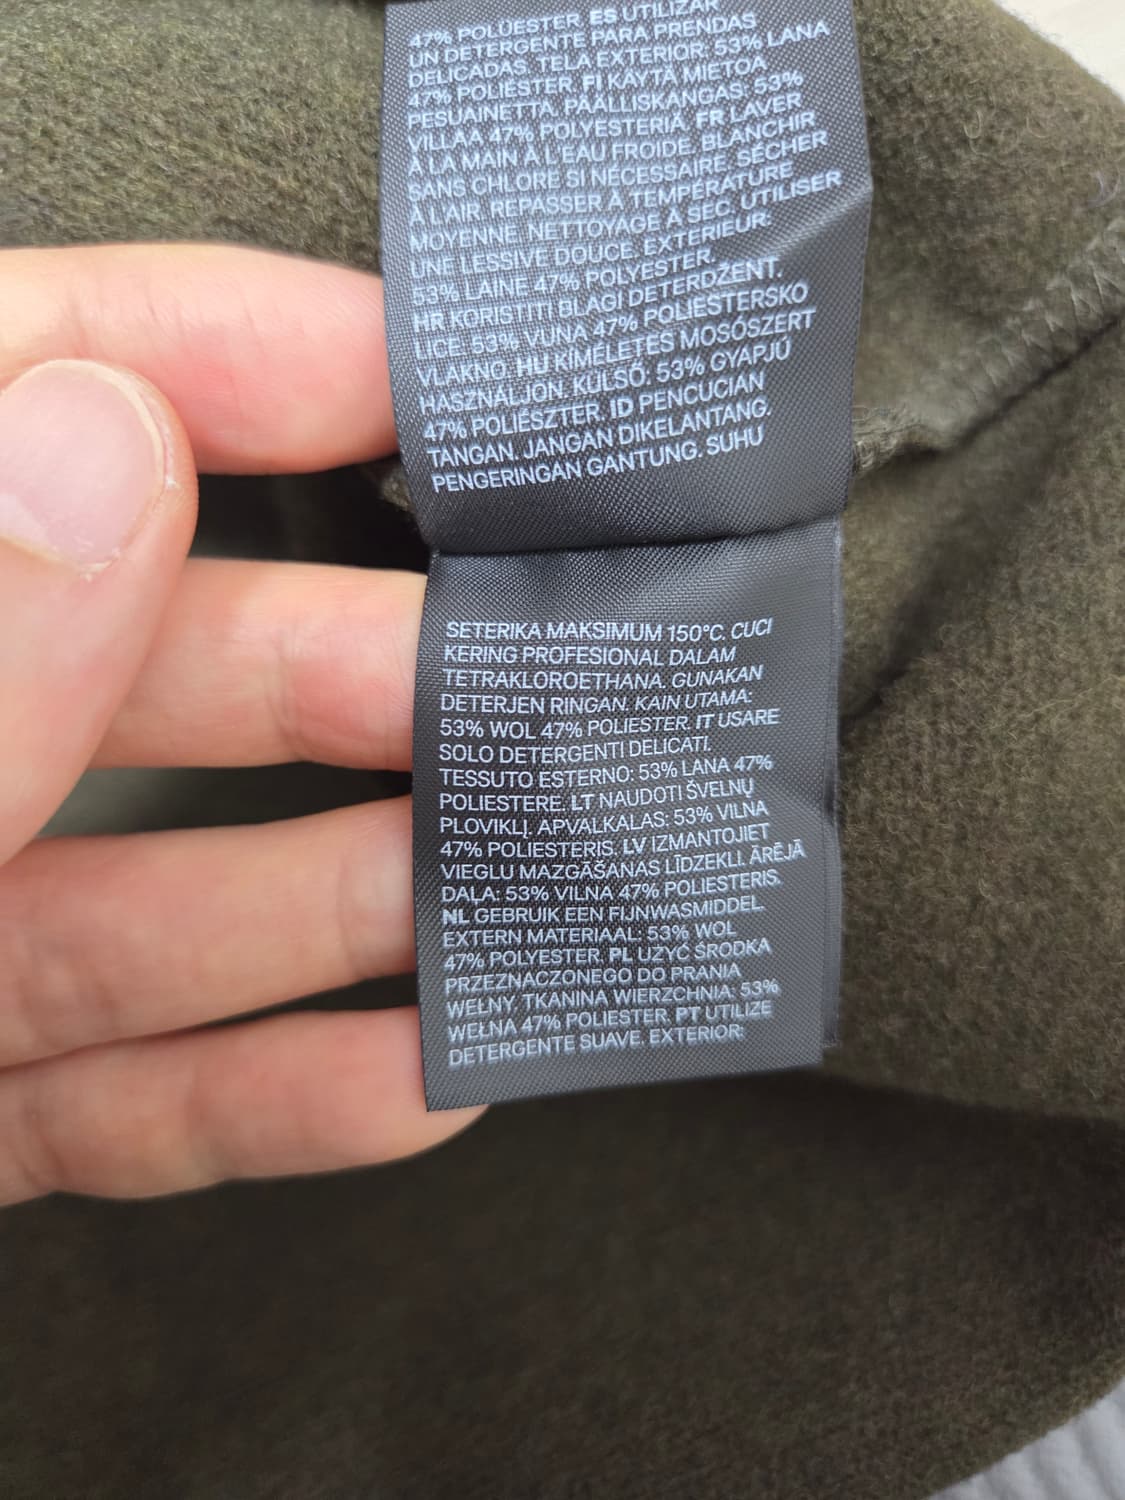 47% POLÜESTER. ES UTILIZAR
UN DETERGENTE PARA PRENDAS
DELICADAS. TELA EXTERIOR: 53% LANA
47% POLIÉSTER. FI KÄYTÄ MIETOA
PESUAINETTA. PÄÄLLISKANGAS: 53%
VILLAA 47% POLYESTERIA. FR LAVER
À LA MAIN À L'EAU FROIDE. BLANCHIR
SANS CHLORE SI NÉCESSAIRE. SÉCHER
À L'AIR. REPASSER À TEMPÉRATURE
MOYENNE. NETTOYAGE À SEC. UTILISER
UNE LESSIVE DOUCE. EXTÉRIEUR:
53% LAINE 47% POLYESTER.
HR KORISTITI BLAGI DETERDŽENT.
LICE: 53% VUNA 47% POLIESTERSKO
VLAKNO. HU KÍMÉLETES MOSÓSZERT
HASZNÁLJON. KÜLSŐ: 53% GYAPJÚ
47% POLIÉSZTER. ID PENCUCIAN
TANGAN. JANGAN DIKELANTANG.
PENGERINGAN GANTUNG. SUHU
SETERIKA MAKSIMUM 150°C. CUCI
KERING PROFESIONAL DALAM
TETRAKLOROETHANA. GUNAKAN
DETERJEN RINGAN. KAIN UTAMA:
53% WOL 47% POLIESTER. IT USARE
SOLO DETERGENTI DELICATI.
TESSUTO ESTERNO: 53% LANA 47%
POLIESTERE. LT NAUDOTI ŠVELNŲ
PLOVIKLĮ. APVALKALAS: 53% VILNA
47% POLIESTERIS. LV IZMANTOJIET
VIEGLU MAZGĀŠANAS LĪDZEKLI. ĀRĒJĀ
DAĻA: 53% VILNA 47% POLIESTERIS.
NL GEBRUIK EEN FIJNWASMIDDEL.
EXTERN MATERIAAL: 53% WOL
47% POLYESTER. PL UŻYĆ ŚRODKA
PRZEZNACZONEGO DO PRANIA
WEŁNY. TKANINA WIERZCHNIA: 53%
WEŁNA 47% POLIESTER. PT UTILIZE
DETERGENTE SUAVE. EXTERIOR: